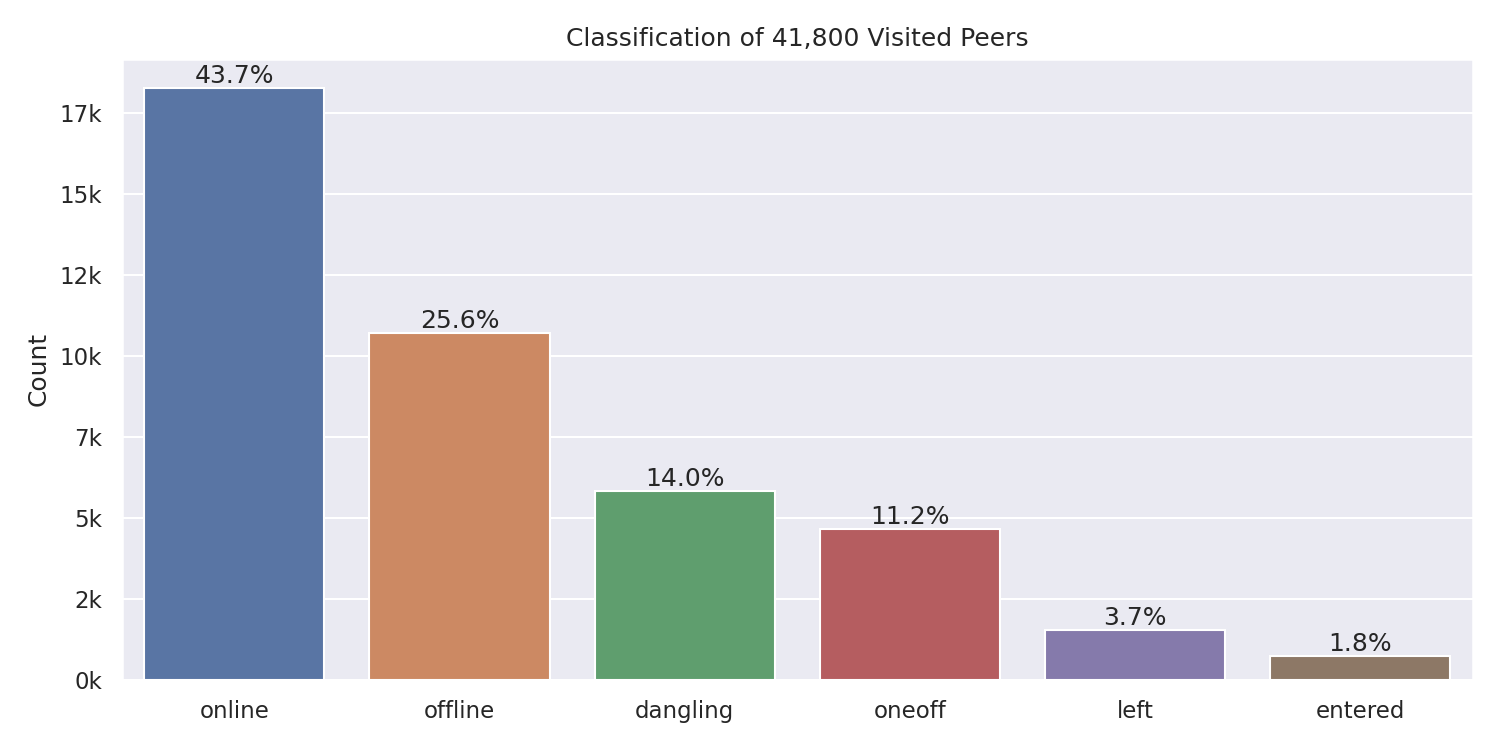 Classification of 41,800 Visited Peers
43.7%
17k
15k
12k
25.6%
10k
Count
7k
14.0%
11.2%
5k
2k
3.7%
1.8%
0k
online offline dangling oneoff left entered